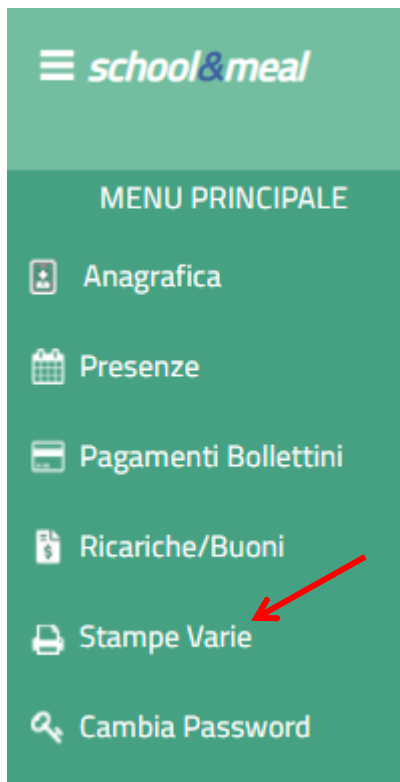 school&meal
MENU PRINCIPALE
Anagrafica
Presenze
Pagamenti Bollettini
Ricariche/Buoni
Stampe Varie
Cambia Password